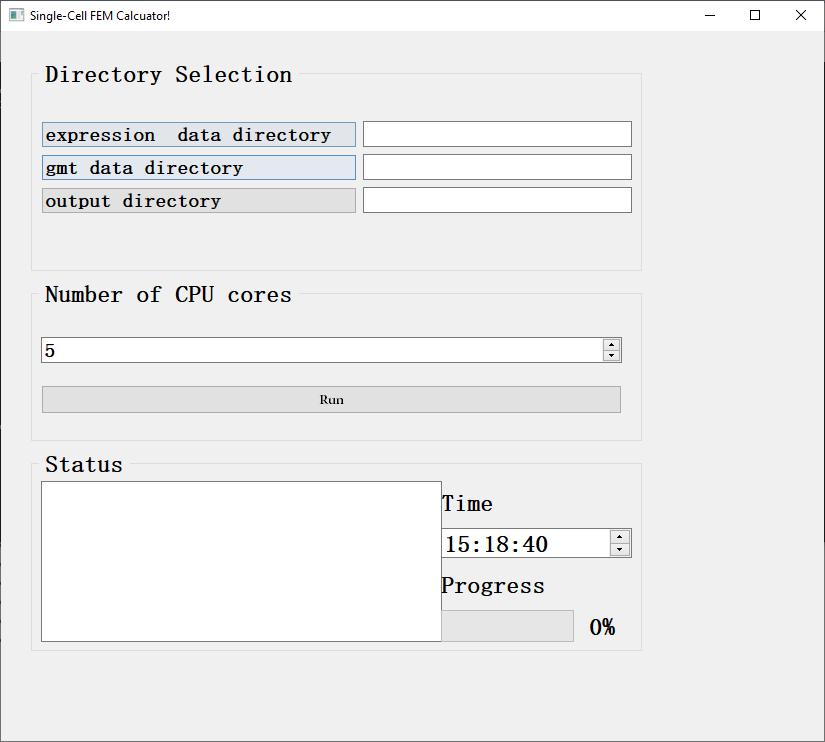 Single-Cell FEM Calcuator!
Directory Selection
expression  data directory
gmt data directory
output directory
Number of CPU cores
5
Run
Status
Time
15:18:40
Progress
0%